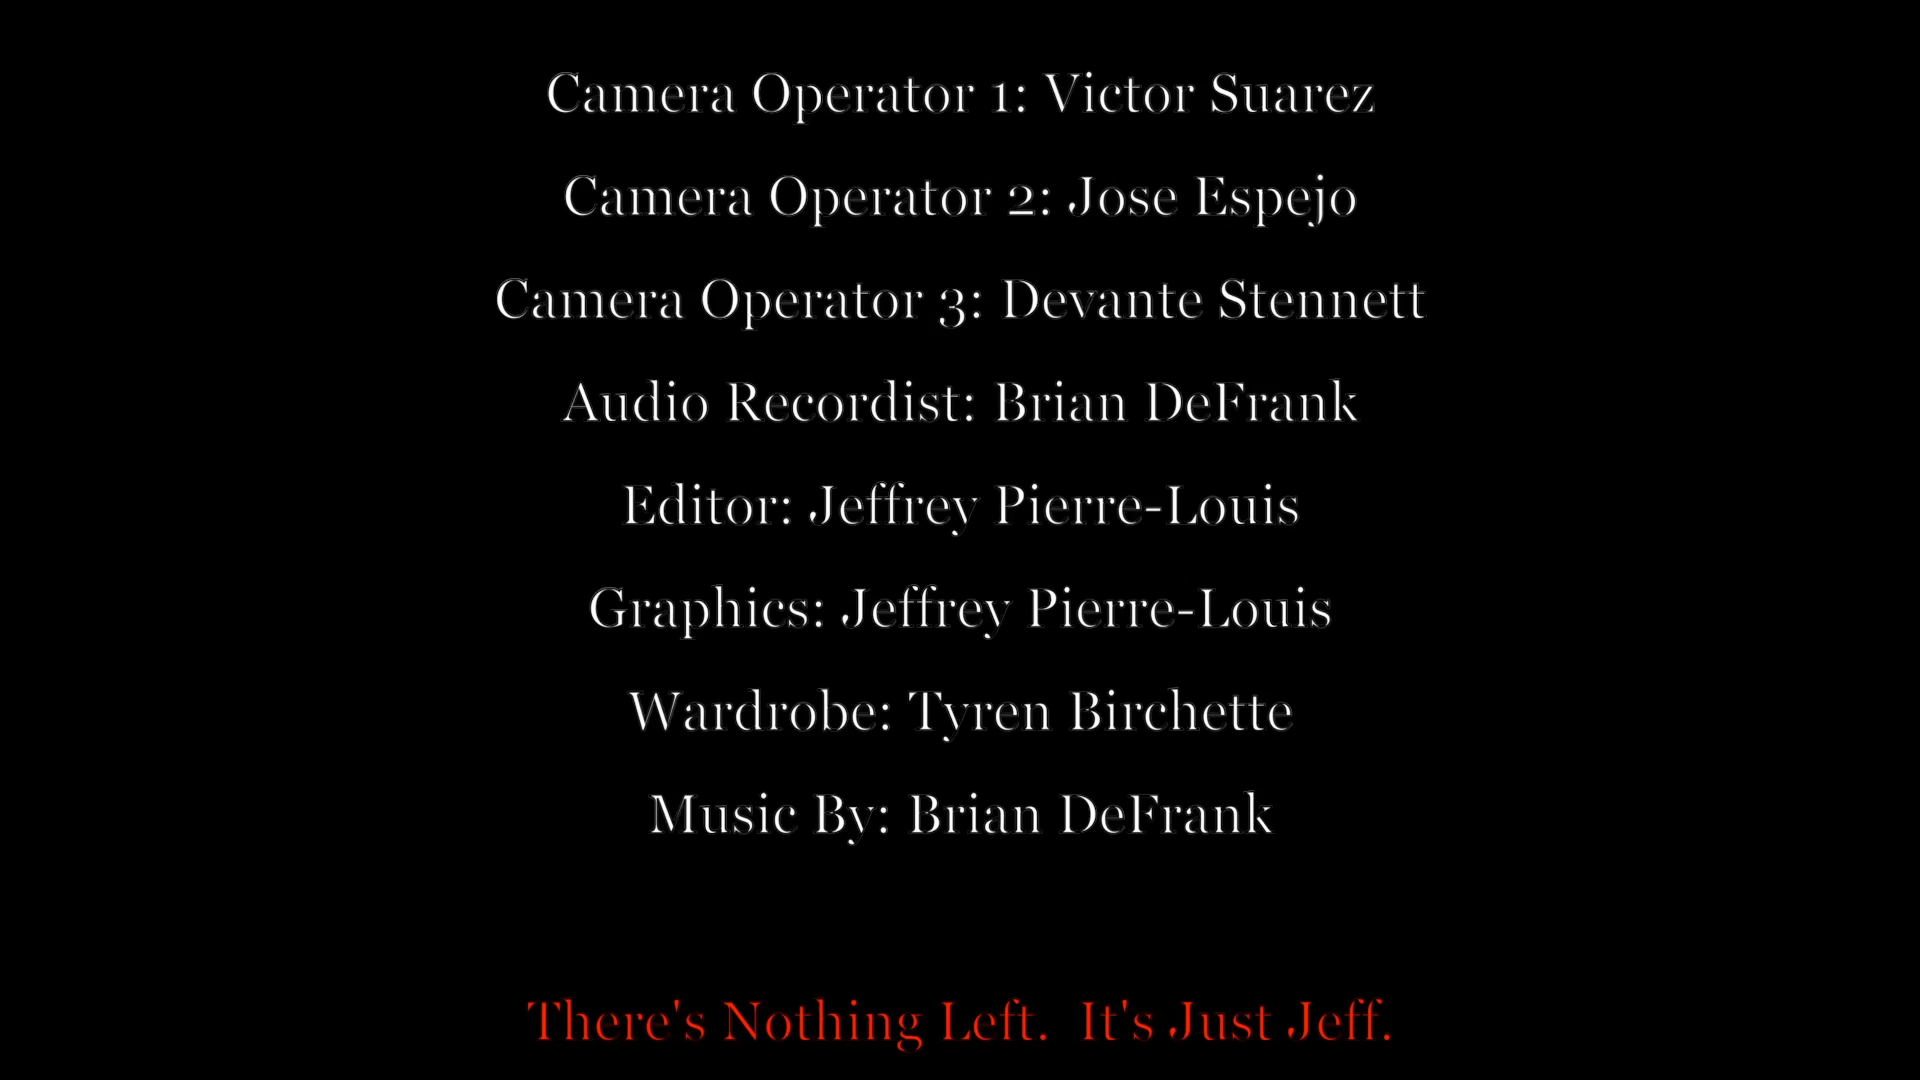 Camera Operator 1: Victor Suarez
Camera Operator 2: Jose Espejo
Camera Operator 3: Devante Stennett
Audio Recordist: Brian DeFrank
Editor: Jeffrey Pierre-Louis
Graphics: Jeffrey Pierre-Louis
Wardrobe: Tyren Birchette
Music By: Brian DeFrank
There's Nothing Left.  It's Just Jeff.